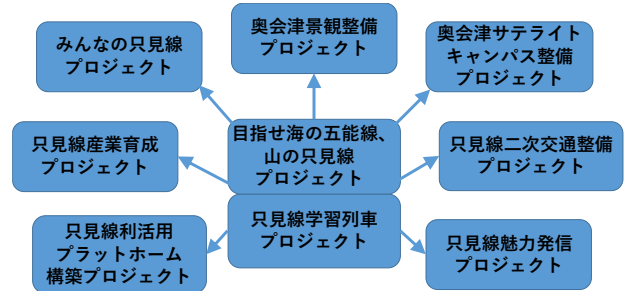 みんなの只見線
プロジェクト
奥会津景観整備
プロジェクト
奥会津サテライト
キャンパス整備
プロジェクト
只見線産業育成
プロジェクト
目指せ海の五能線、
山の只見線
プロジェクト
只見線二次交通整備
プロジェクト
只見線利活用
プラットホーム
構築プロジェクト
只見線学習列車
プロジェクト
只見線魅力発信
プロジェクト